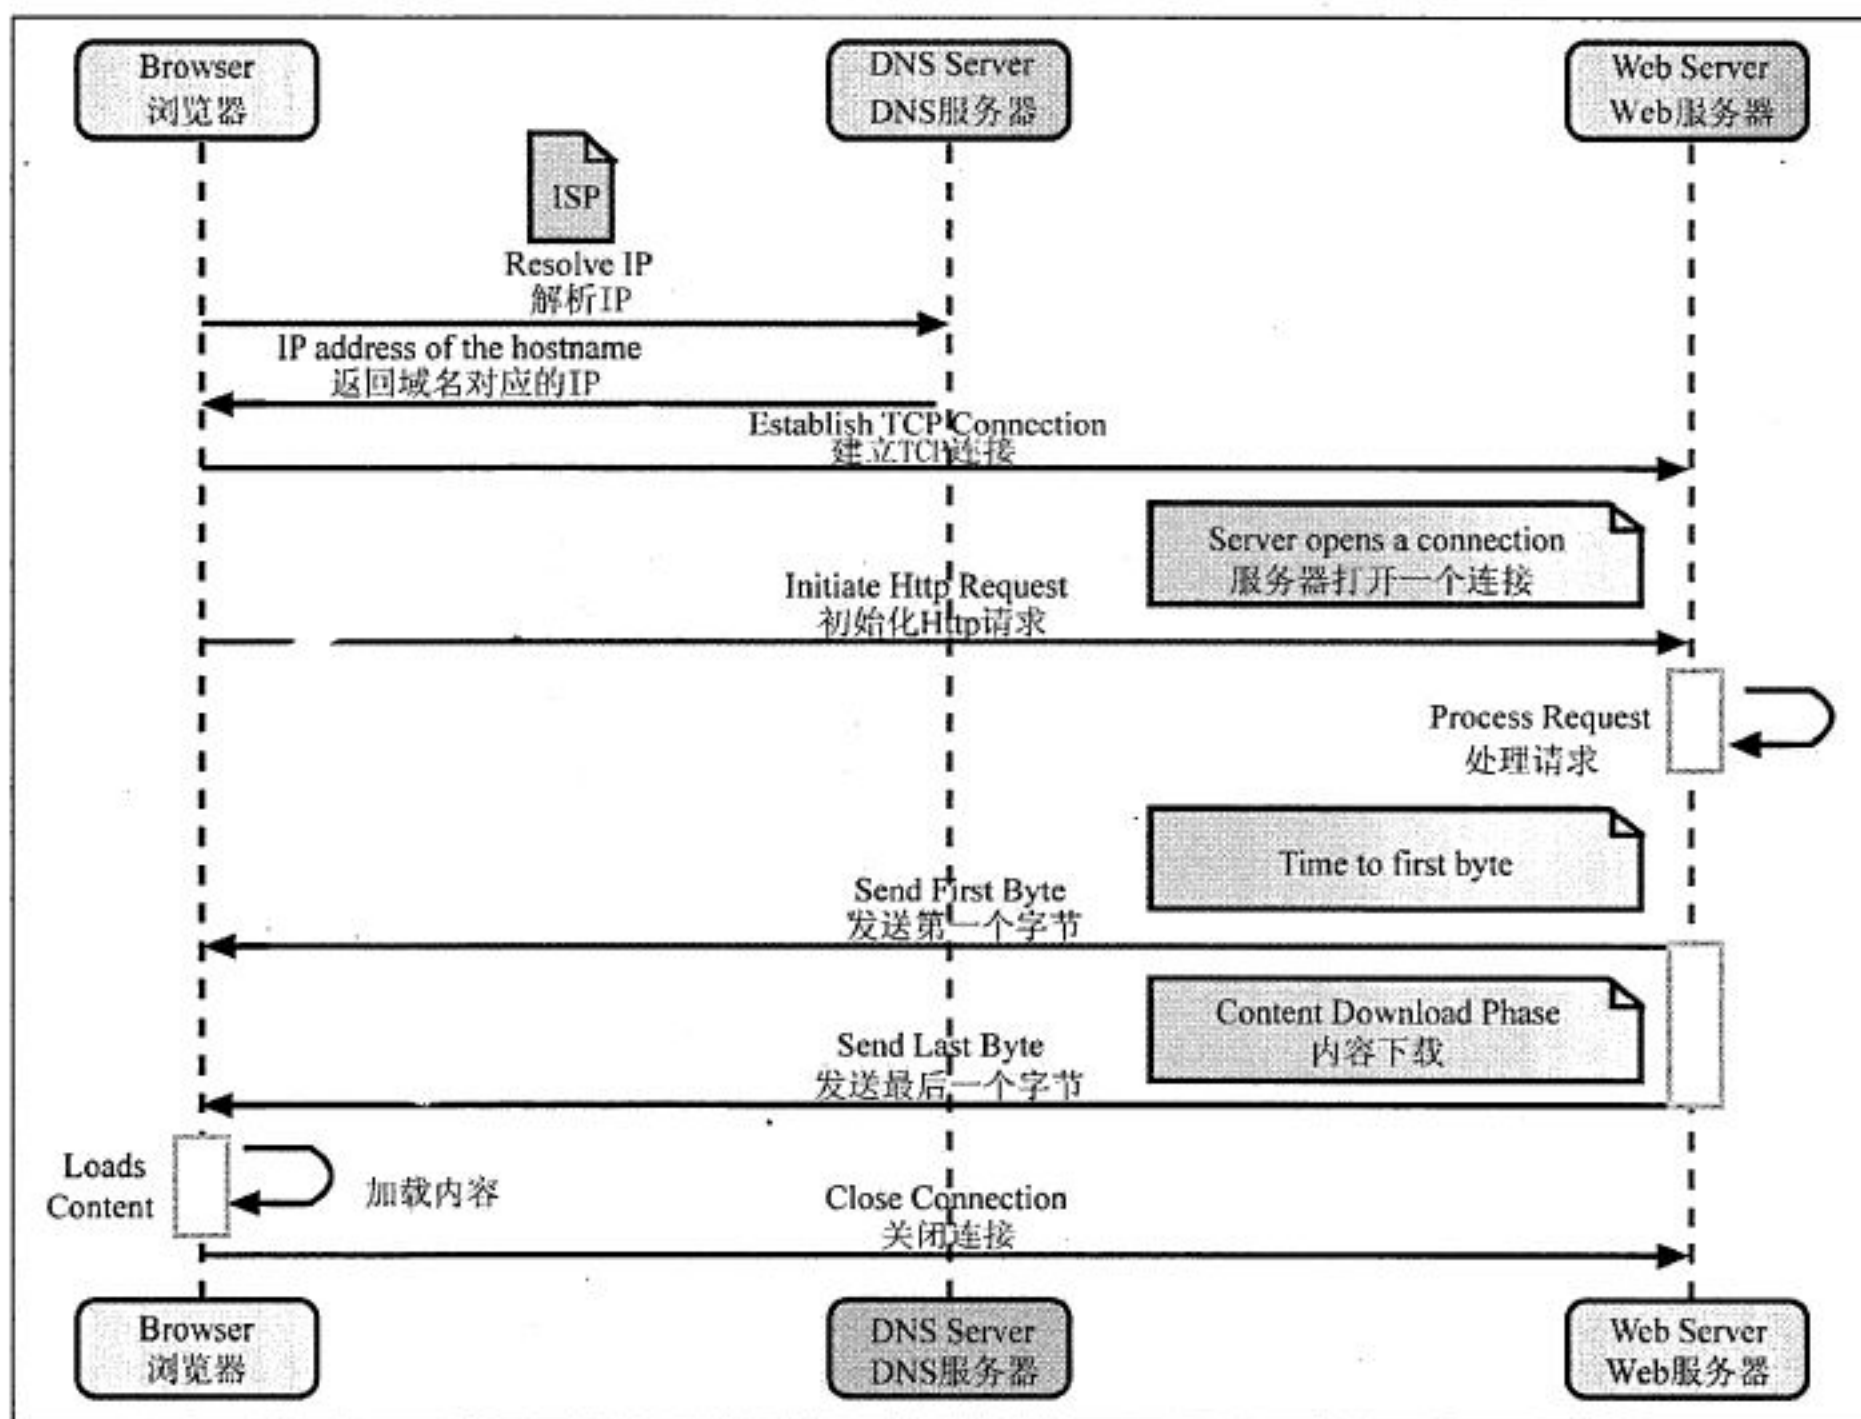 Browser
浏览器
DNS Server
DNS服务器
Web Server
Web服务器
ISP
Resolve IP
解析IP
IP address of the hostname
返回域名对应的IP
Establish TCP Connection
建立TCP连接
Server opens a connection
服务器打开一个连接
Initiate Http Request
初始化Http请求
Process Request
处理请求
Time to first byte
Send First Byte
发送第一个字节
Content Download Phase
内容下载
Send Last Byte
发送最后一个字节
Loads
Content
加载内容
Close Connection
关闭连接
Browser
浏览器
DNS Server
DNS服务器
Web Server
Web服务器